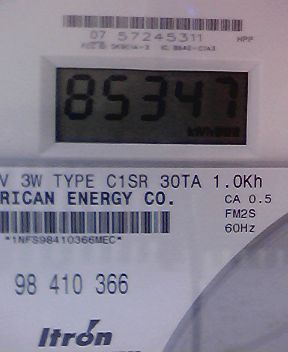 07 57245311
85347
kWh
V 3W TYPE C1SR 30TA 1.0Kh
RICAN ENERGY CO.
CA 0.5
FM2S
60Hz
*1NFS98410366MEC*
98 410 366
Itrón